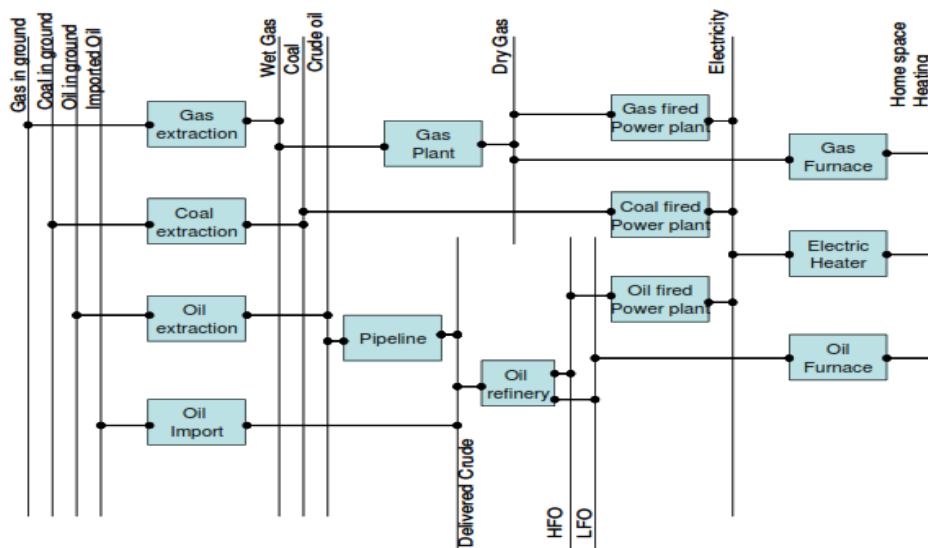 Gas in ground
Coal in ground
Oil in ground
Imported Oil
Wet Gas
Coal
Crude oil
Dry Gas
Electricity
Home space
Heating
Gas
extraction
Gas
Plant
Gas fired
Power plant
Gas
Furnace
Coal
extraction
Coal fired
Power plant
Electric
Heater
Oil
extraction
Pipeline
Oil fired
Power plant
Oil
refinery
Oil
Furnace
Oil
Import
Delivered Crude
HFO
LFO